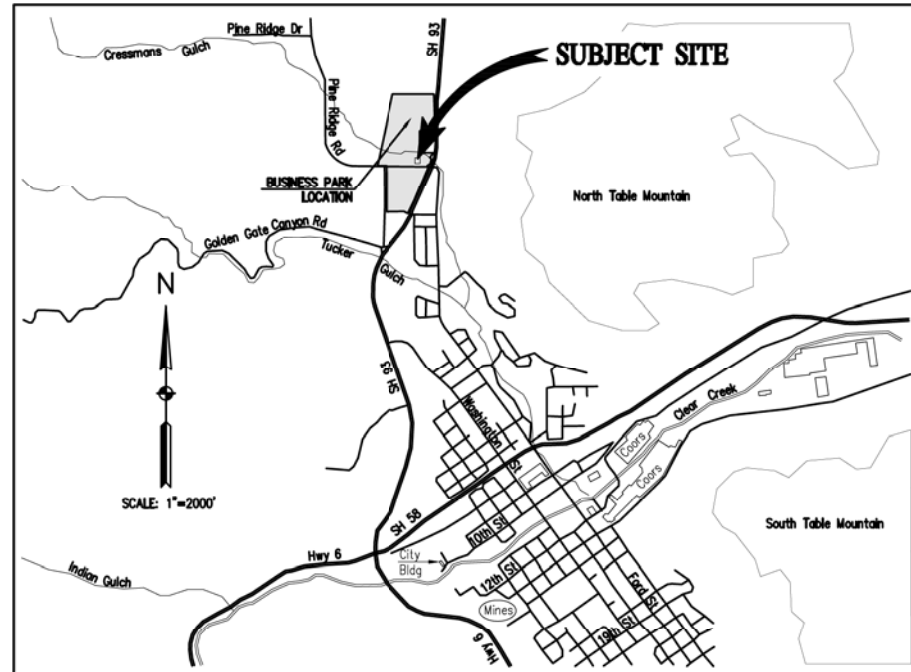 Pine Ridge Dr
Cressmans Gulch
SH 93
SUBJECT SITE
Pine Ridge Rd
BUSINESS PARK
LOCATION
North Table Mountain
Golden Gate Canyon Rd
Tucker
Gulch
N
SH 93
Washington St
Clear Creek
Coors
Coors
SCALE: 1"=2000'
SH 58
10th St
South Table Mountain
Hwy 6
City
Bldg
Indian Gulch
12th St
Ford St
Mines
19th St
Hwy 6